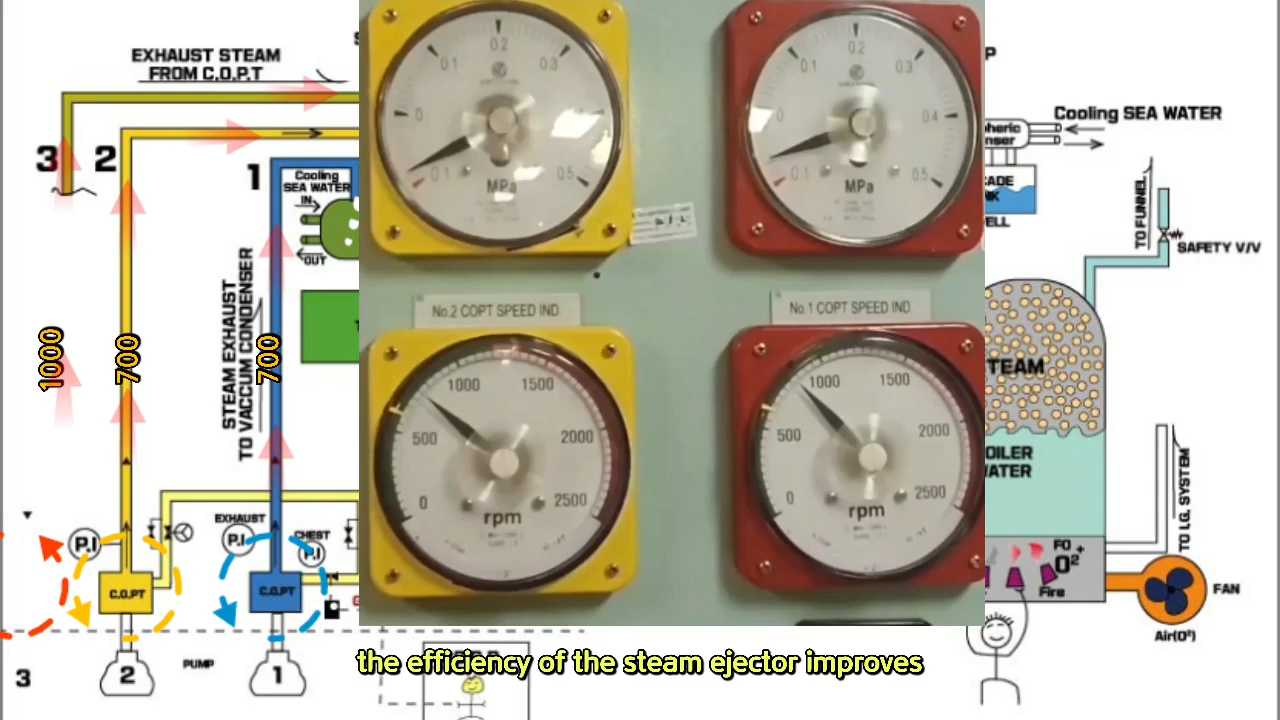 EXHAUST STEAM
FROM C.O.P.T
3
2
1
Cooling
SEA WATER
IN
OUT
STEAM EXHAUST
TO VACCUM CONDENSER
1000
700
700
P.I
EXHAUST
P.I
CHEST
P.I
C.O.PT
C.O.PT
3
2
PUMP
1
0.1
0
0.1
0.2
0.3
0.5
MPa
0.1
0
0.1
0.2
0.3
0.4
0.5
MPa
No.2 COPT SPEED IND
No.1 COPT SPEED IND
0
500
1000
1500
2000
2500
rpm
0
500
1000
1500
2000
2500
rpm
Cooling SEA WATER
TO FUNNEL
SAFETY V/V
TEAM
OILER
ATER
TO I.G. SYSTEM
FO
O²
+
Fire
FAN
Air(O²)
the efficiency of the steam ejector improves